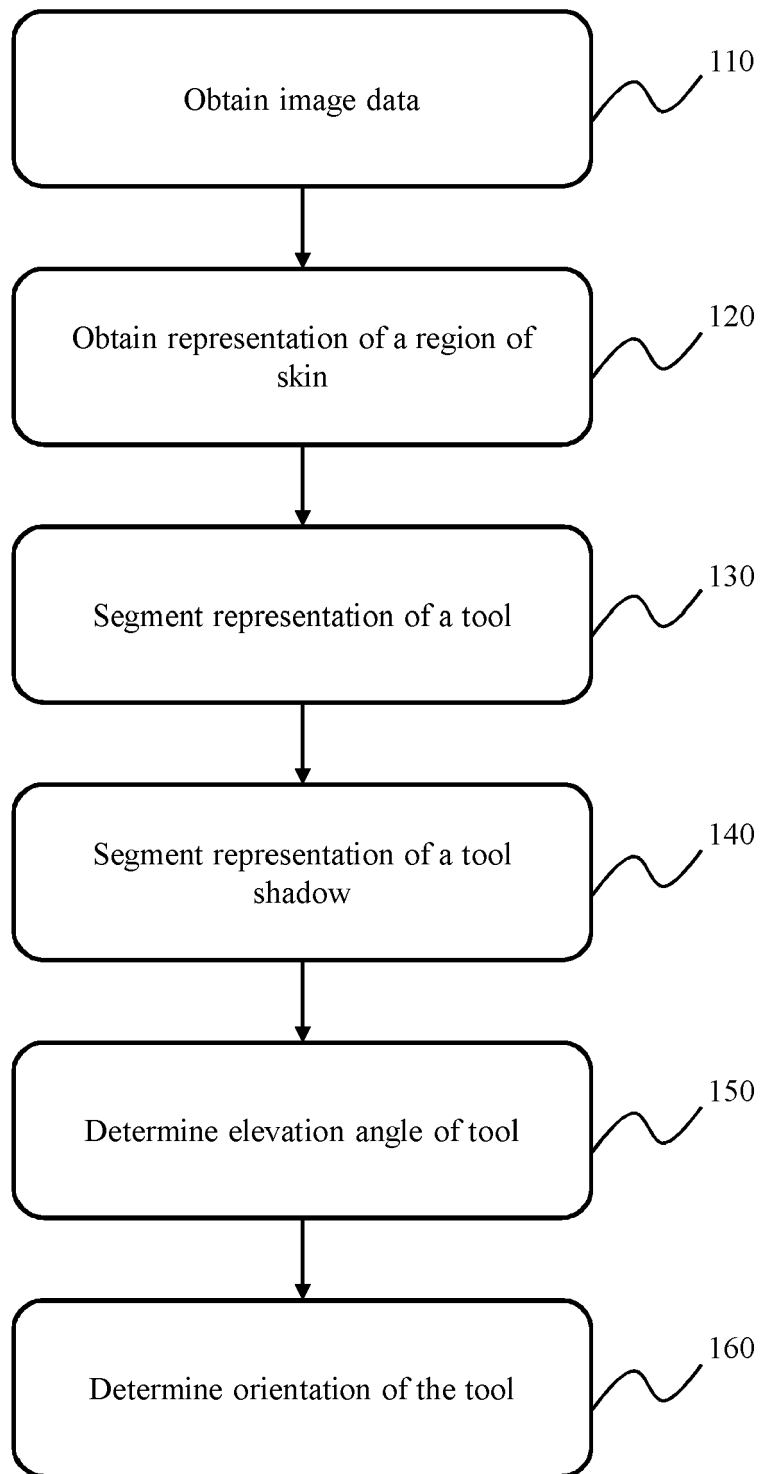 110
Obtain image data
120
Obtain representation of a region of
skin
130
Segment representation of a tool
140
Segment representation of a tool
shadow
150
Determine elevation angle of tool
160
Determine orientation of the tool